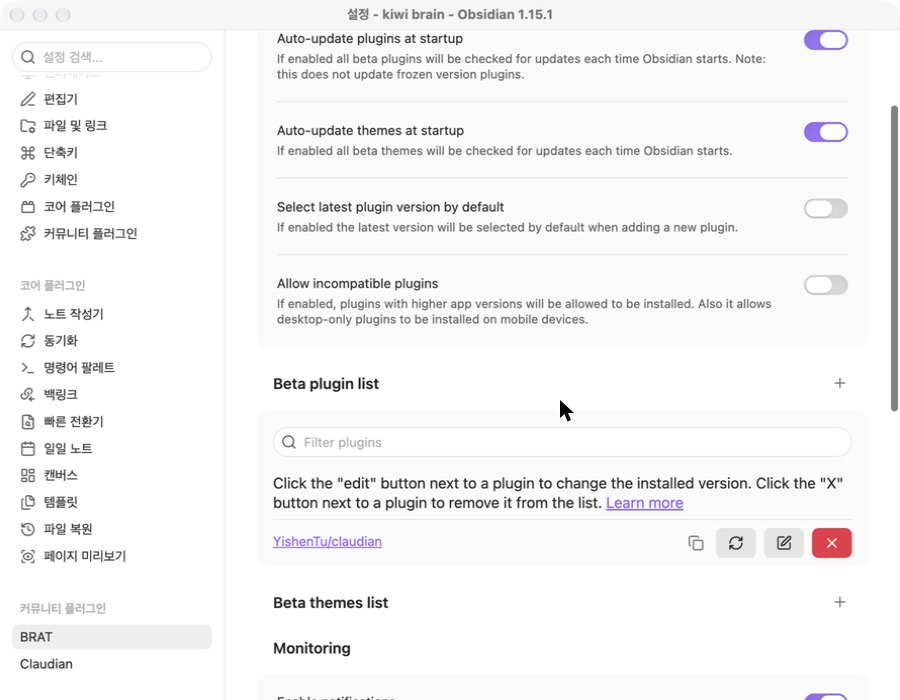 설정 - kiwi brain - Obsidian 1.15.1
설정 검색...
편집기
파일 및 링크
단축키
키체인
코어 플러그인
커뮤니티 플러그인
코어 플러그인
노트 작성기
동기화
명령어 팔레트
백링크
빠른 전환기
일일 노트
캔버스
템플릿
파일 복원
페이지 미리보기
커뮤니티 플러그인
BRAT
Claudian
Auto-update plugins at startup
If enabled all beta plugins will be checked for updates each time Obsidian starts. Note:
this does not update frozen version plugins.
Auto-update themes at startup
If enabled all beta themes will be checked for updates each time Obsidian starts.
Select latest plugin version by default
If enabled the latest version will be selected by default when adding a new plugin.
Allow incompatible plugins
If enabled, plugins with higher app versions will be allowed to be installed. Also it allows
desktop-only plugins to be installed on mobile devices.
Beta plugin list
Filter plugins
Click the "edit" button next to a plugin to change the installed version. Click the "X"
button next to a plugin to remove it from the list. Learn more
YishenTu/claudian
Beta themes list
Monitoring
Enable notifications